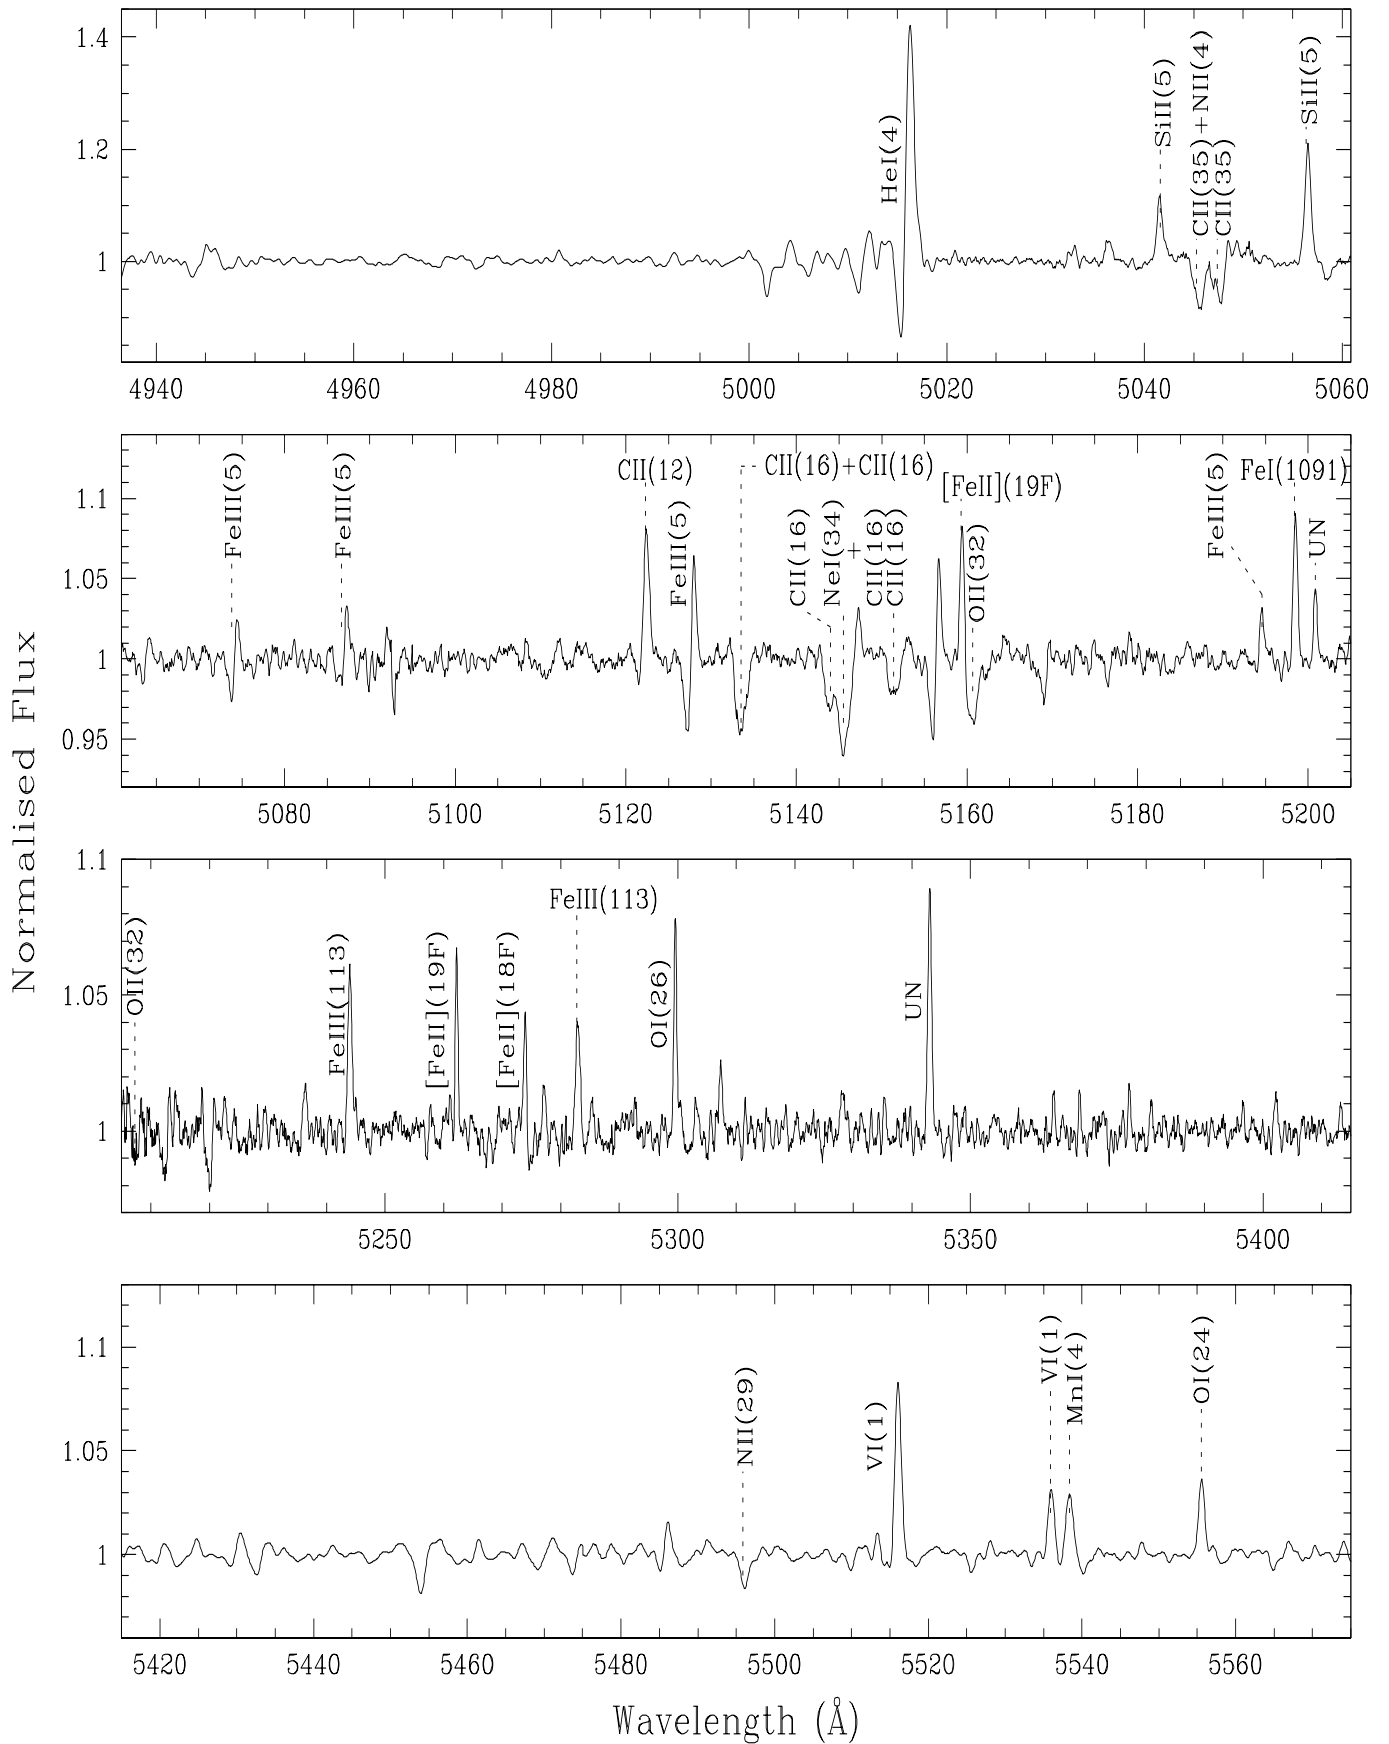 Normalised Flux
1.4
1.2
1
HeI(4)
SiII(5)
CII(35)+NII(4)
CII(35)
SiII(5)
4940 4960 4980 5000 5020 5040 5060
1.1
1.05
1
0.95
FeIII(5)
FeIII(5)
CII(12)
FeIII(5)
CII(16)+CII(16)
CII(16)
NeI(34)
+
CII(16)
CII(16)
[FeII](19F)
OII(32)
FeIII(5)
FeI(1091)
UN
5080 5100 5120 5140 5160 5180 5200
1.1
1.05
1
OII(32)
FeIII(113)
[FeII](19F)
[FeII](18F)
FeIII(113)
OI(26)
UN
5250 5300 5350 5400
1.1
1.05
1
NII(29)
VI(1)
VI(1)
MnI(4)
OI(24)
5420 5440 5460 5480 5500 5520 5540 5560
Wavelength (Å)